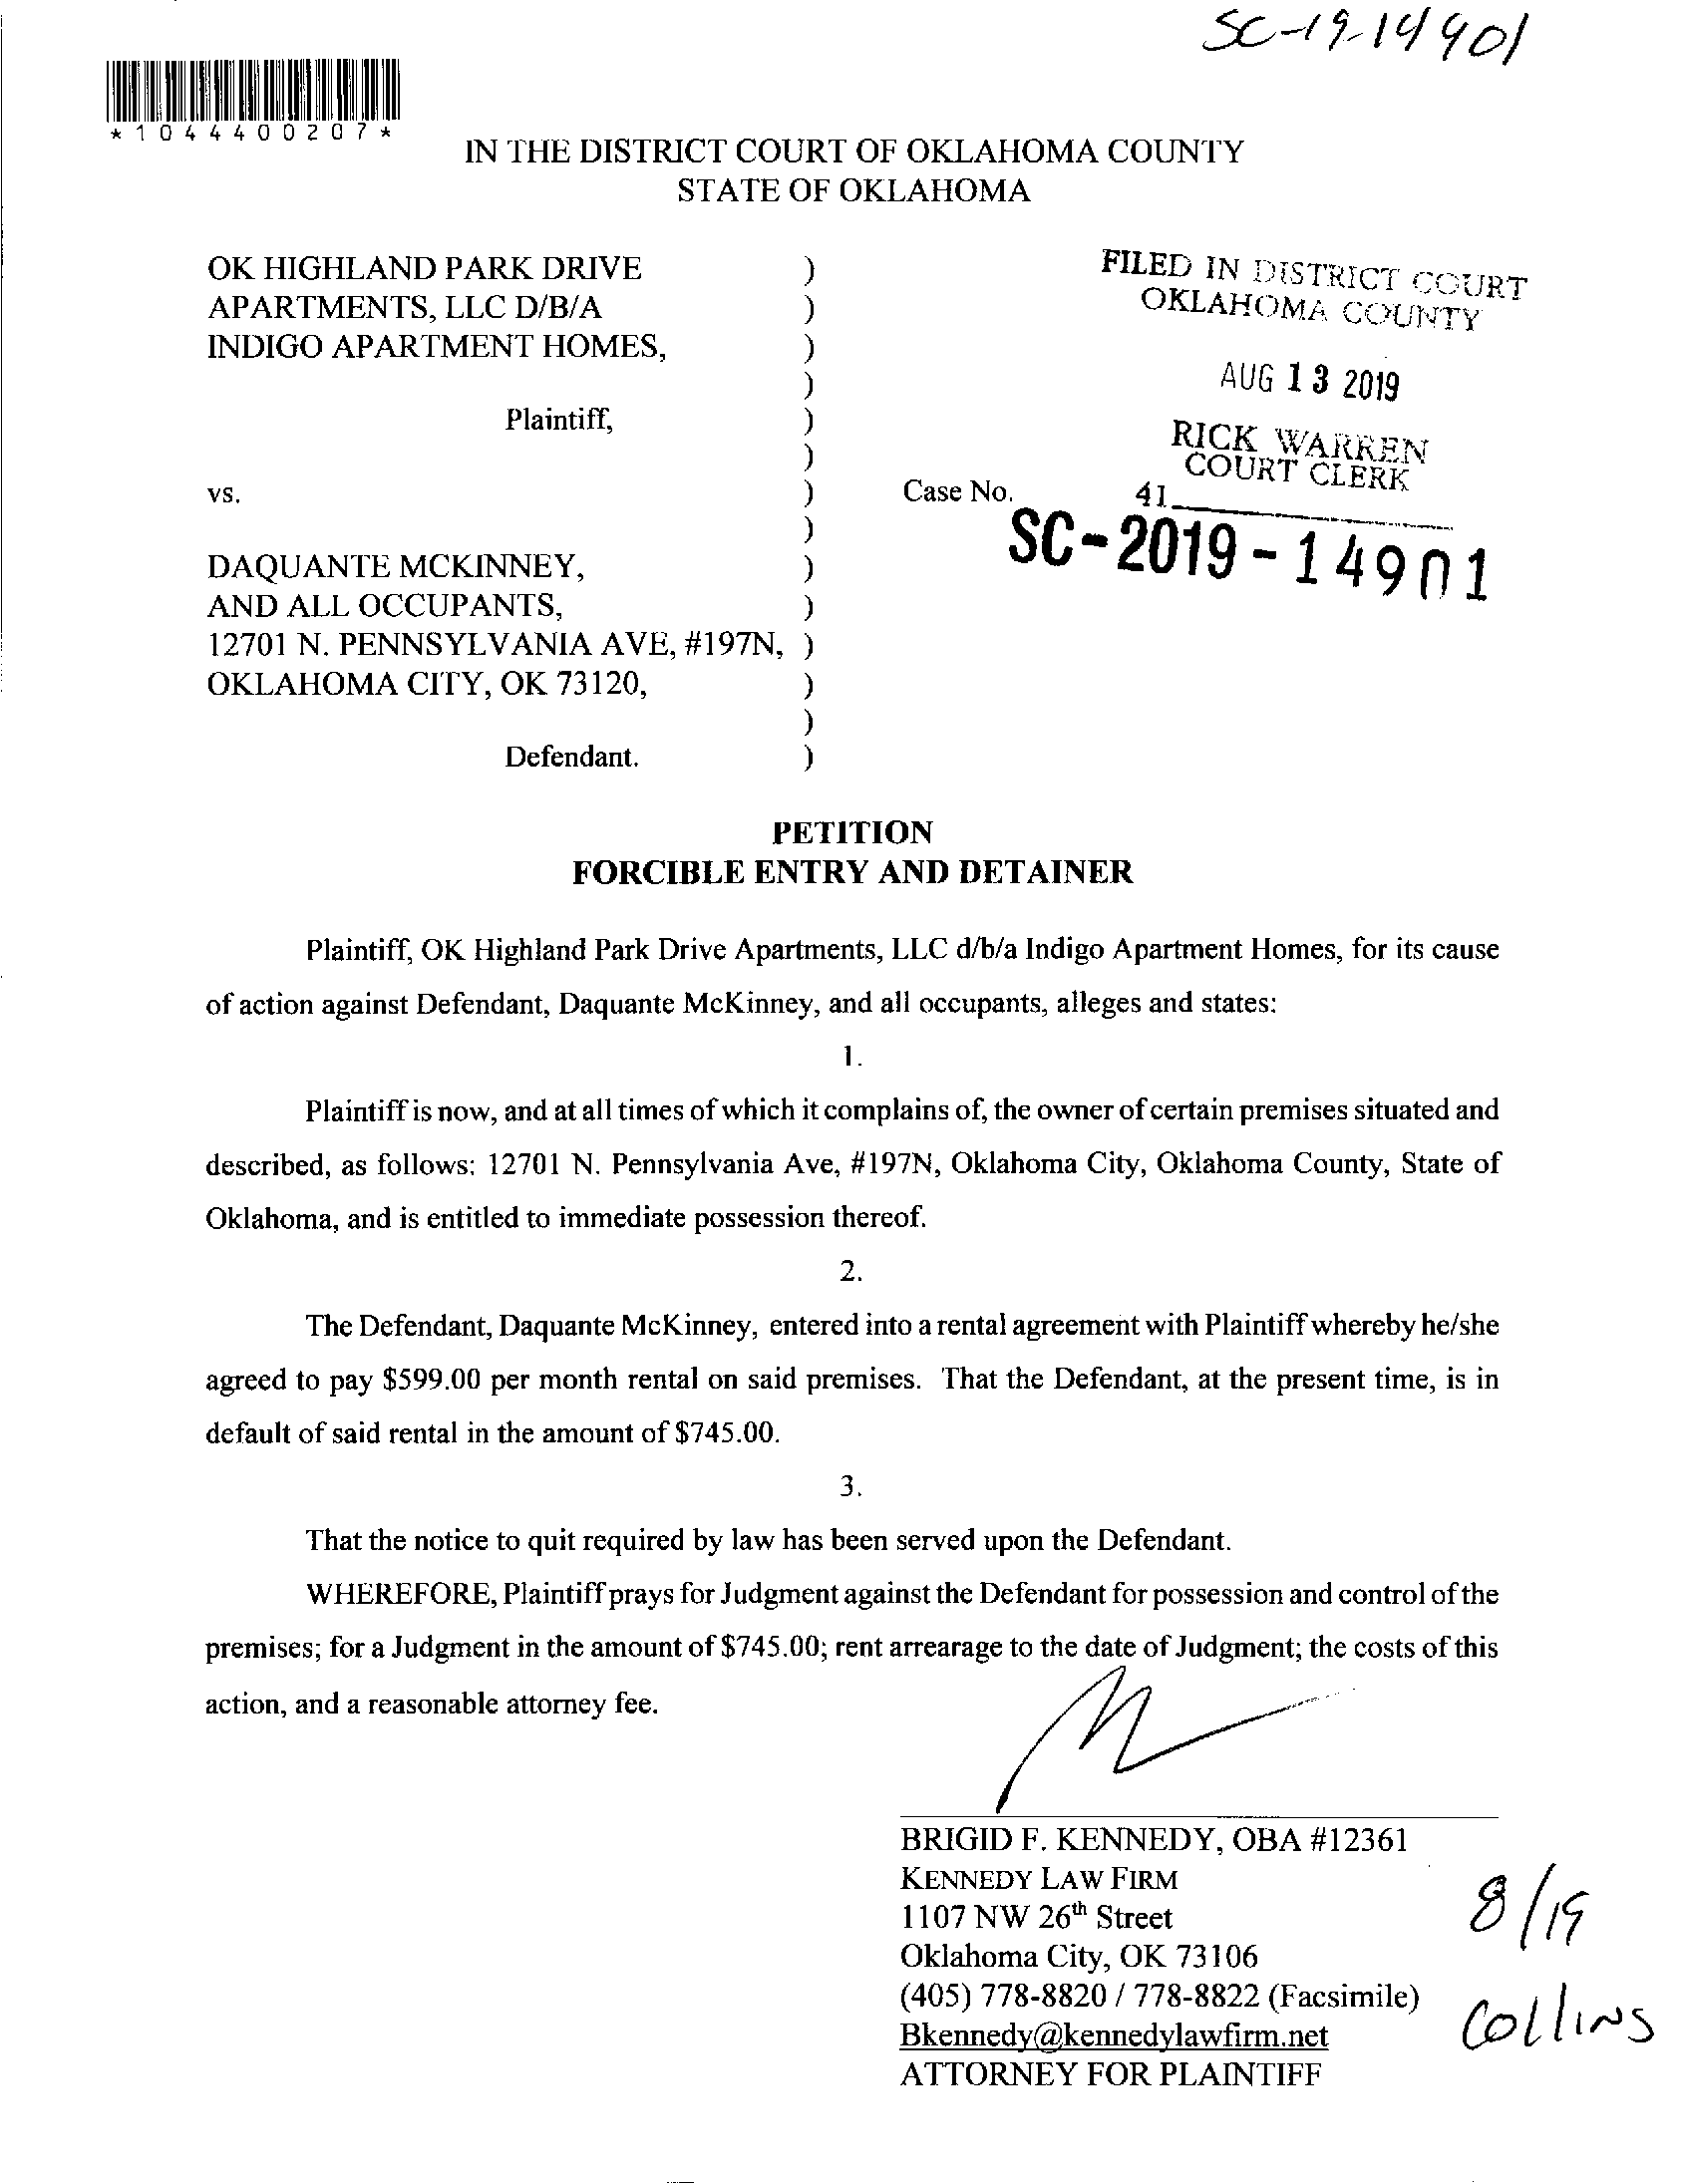 SC-19-14901
*1044400207*
IN THE DISTRICT COURT OF OKLAHOMA COUNTY
STATE OF OKLAHOMA
OK HIGHLAND PARK DRIVE )
APARTMENTS, LLC D/B/A )
INDIGO APARTMENT HOMES, )
)
Plaintiff, )
)
vs. )
)
DAQUANTE MCKINNEY, )
AND ALL OCCUPANTS, )
12701 N. PENNSYLVANIA AVE, #197N, )
OKLAHOMA CITY, OK 73120, )
)
Defendant. )
FILED IN DISTRICT COURT
OKLAHOMA COUNTY
AUG 13 2019
RICK WARREN
COURT CLERK
Case No. 41
SC-2019-14901
PETITION
FORCIBLE ENTRY AND DETAINER
Plaintiff, OK Highland Park Drive Apartments, LLC d/b/a Indigo Apartment Homes, for its cause
of action against Defendant, Daquante McKinney, and all occupants, alleges and states:
1.
Plaintiff is now, and at all times of which it complains of, the owner of certain premises situated and
described, as follows: 12701 N. Pennsylvania Ave, #197N, Oklahoma City, Oklahoma County, State of
Oklahoma, and is entitled to immediate possession thereof.
2.
The Defendant, Daquante McKinney, entered into a rental agreement with Plaintiff whereby he/she
agreed to pay $599.00 per month rental on said premises. That the Defendant, at the present time, is in
default of said rental in the amount of $745.00.
3.
That the notice to quit required by law has been served upon the Defendant.
WHEREFORE, Plaintiff prays for Judgment against the Defendant for possession and control of the
premises; for a Judgment in the amount of $745.00; rent arrearage to the date of Judgment; the costs of this
action, and a reasonable attorney fee.
BRIGID F. KENNEDY, OBA #12361
KENNEDY LAW FIRM
1107 NW 26th Street
Oklahoma City, OK 73106
(405) 778-8820 / 778-8822 (Facsimile)
Bkennedy@kennedylawfirm.net
ATTORNEY FOR PLAINTIFF
8/19
Collins